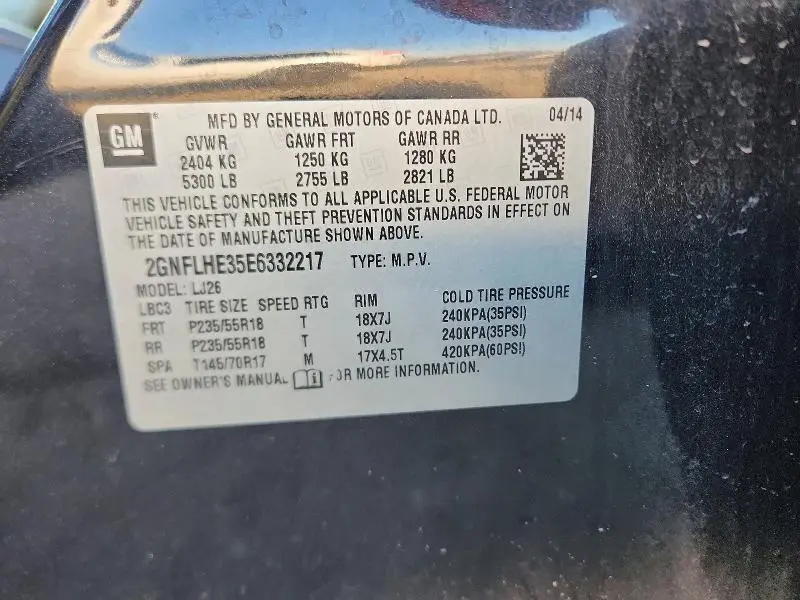 GM
MFD BY GENERAL MOTORS OF CANADA LTD. 04/14
GVWR GAWR FRT GAWR RR
2404 KG 1250 KG 1280 KG
5300 LB 2755 LB 2821 LB
THIS VEHICLE CONFORMS TO ALL APPLICABLE U.S. FEDERAL MOTOR
VEHICLE SAFETY AND THEFT PREVENTION STANDARDS IN EFFECT ON
THE DATE OF MANUFACTURE SHOWN ABOVE.
2GNFLHE35E6332217 TYPE: M.P.V.
MODEL: LJ26
LBC3 TIRE SIZE SPEED RTG RIM COLD TIRE PRESSURE
FRT P235/55R18 T 18X7J 240KPA(35PSI)
RR P235/55R18 T 18X7J 240KPA(35PSI)
SPA T145/70R17 M 17X4.5T 420KPA(60PSI)
SEE OWNER'S MANUAL FOR MORE INFORMATION.